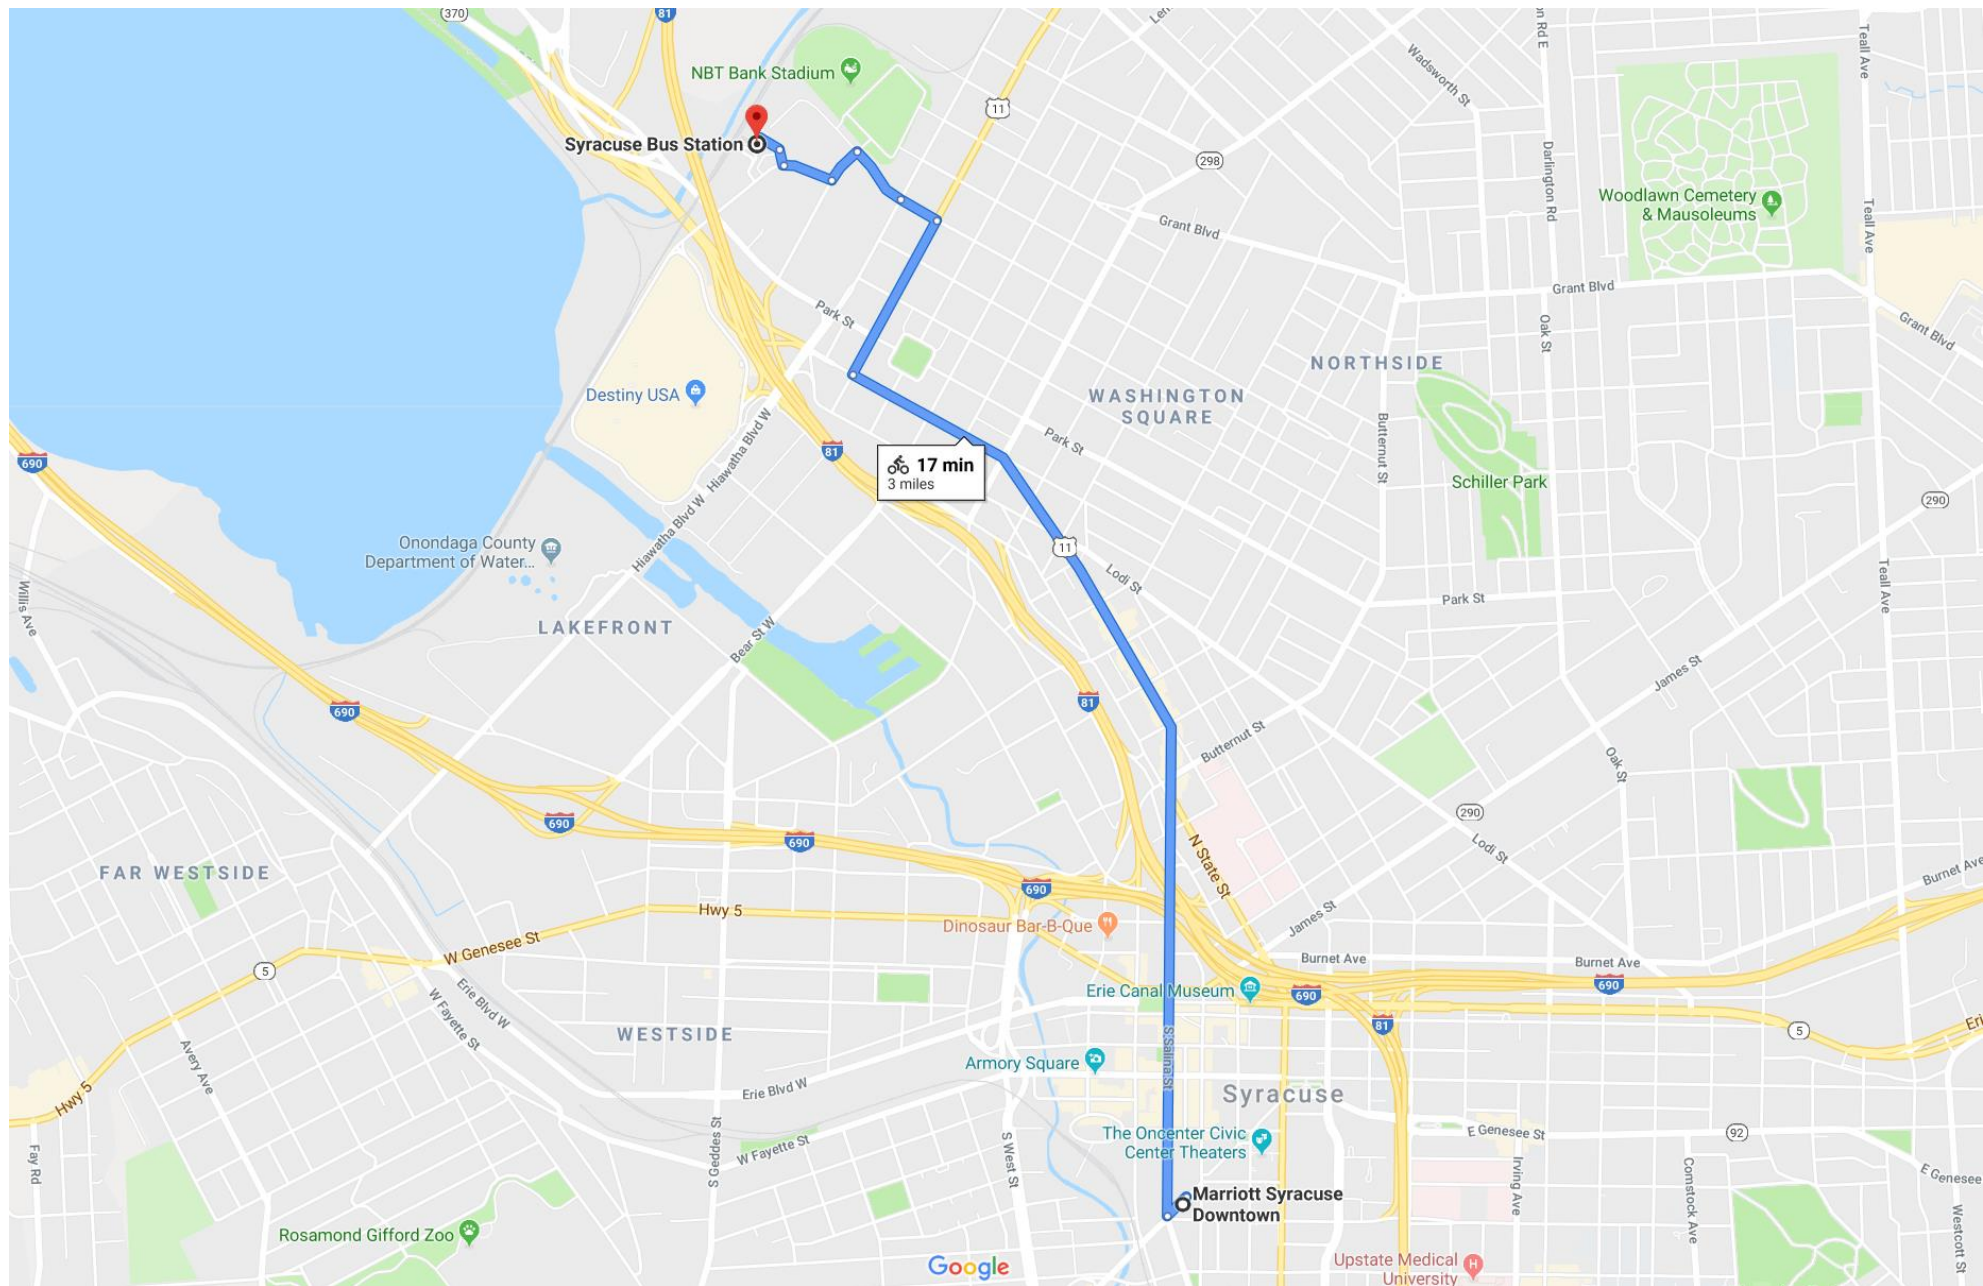 370
81
Len
n Rd E
Teall Ave
NBT Bank Stadium
11
Wadsworth St
Syracuse Bus Station
298
Darlington Rd
Woodlawn Cemetery
& Mausoleums
Teall Ave
Grant Blvd
Grant Blvd
Park St
Oak St
Grant Blvd
NORTHSIDE
Destiny USA
WASHINGTON
SQUARE
Hiawatha Blvd W
Butternut St
Park St
81
17 min
3 miles
690
Schiller Park
290
Hiawatha Blvd W
Onondaga County
Department of Water...
11
Lodi St
Teall Ave
Willis Ave
Park St
LAKEFRONT
Bear St W
James St
690
81
Butternut St
Oak St
690
690
290
N State St
Lodi St
FAR WESTSIDE
690
Burnet Ave
Hwy 5
Dinosaur Bar-B-Que
James St
W Genesee St
5
Burnet Ave
Burnet Ave
Erie Canal Museum
690
690
Erie Blvd W
W Fayette St
81
5
Eri
WESTSIDE
S Salina St
Avery Ave
Armory Square
Erie Blvd W
Syracuse
Hwy 5
The Oncenter Civic
Center Theaters
E Genesee St
92
S Geddes St
W Fayette St
S West St
Fay Rd
Irving Ave
Comstock Ave
E Genesee
Marriott Syracuse
Downtown
Westcott St
Rosamond Gifford Zoo
Google
Upstate Medical
University